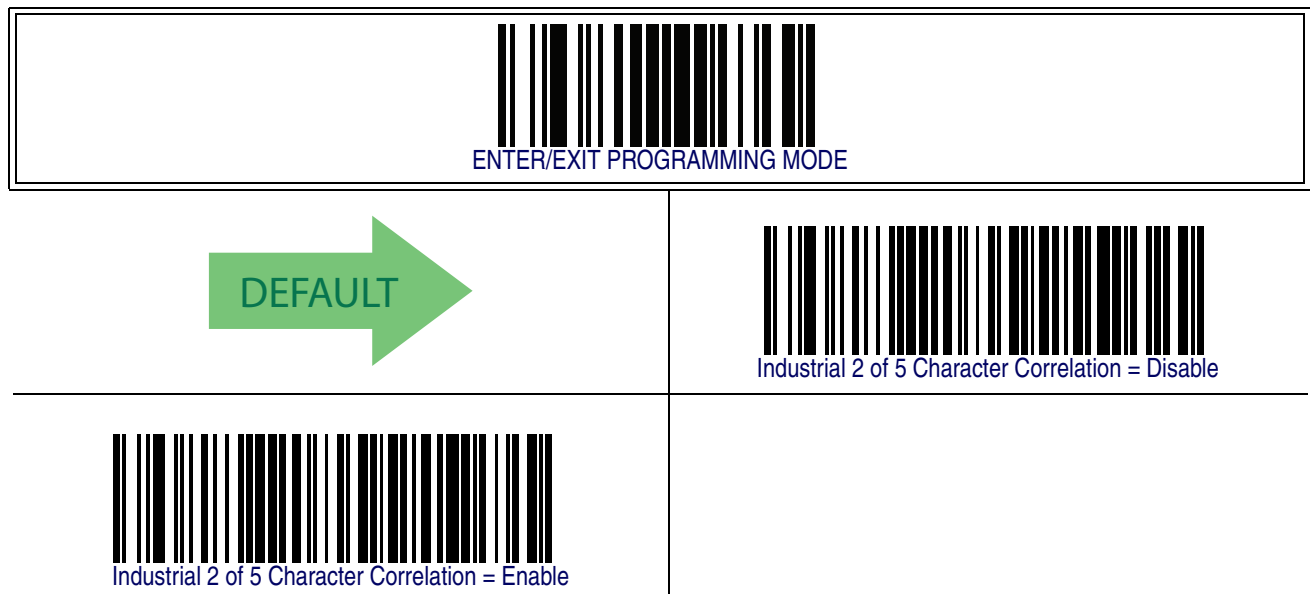 ENTER/EXIT PROGRAMMING MODE
DEFAULT
Industrial 2 of 5 Character Correlation = Disable
Industrial 2 of 5 Character Correlation = Enable